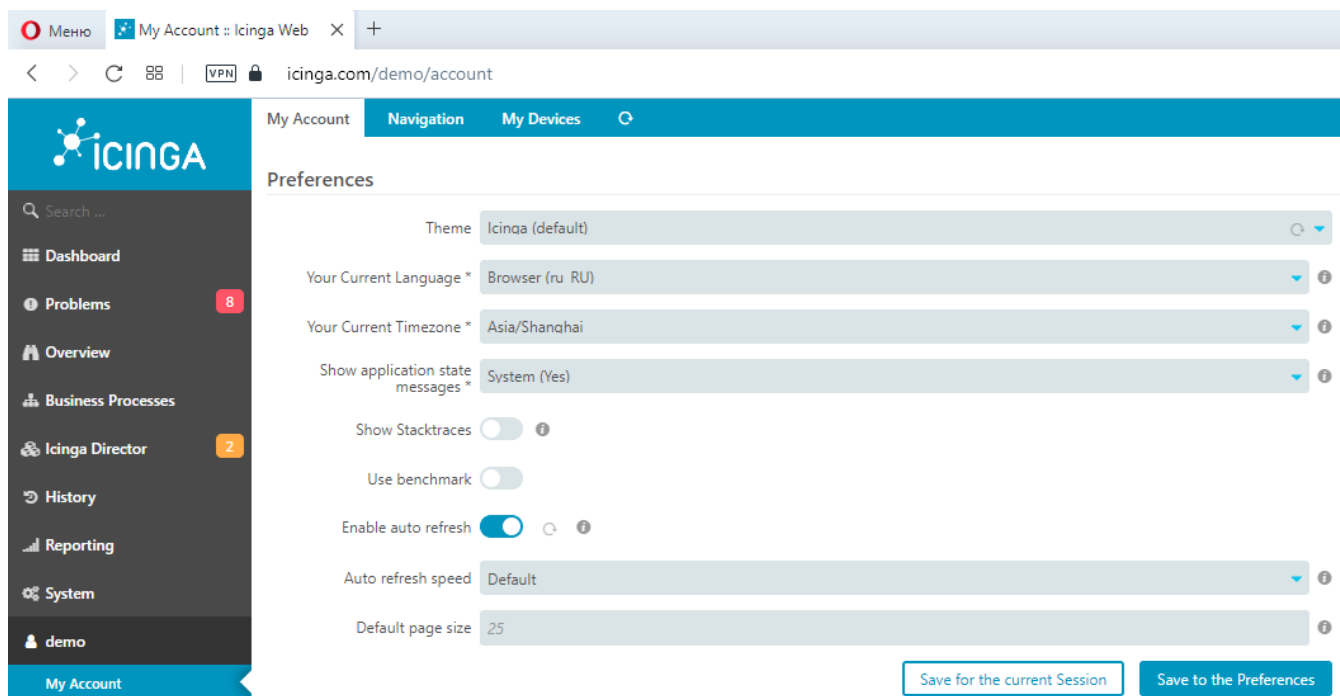 Меню
My Account :: Icinga Web
VPN
icinga.com/demo/account
ICINGA
My Account Navigation My Devices
Preferences
Search ...
Theme Icinga (default)
Dashboard
Your Current Language * Browser (ru_RU)
Problems 8
Your Current Timezone * Asia/Shanghai
Overview
Show application state
messages * System (Yes)
Business Processes
Show Stacktraces
Icinga Director 2
Use benchmark
History
Enable auto refresh
Reporting
Auto refresh speed Default
System
Default page size 25
demo
My Account
Save for the current Session Save to the Preferences